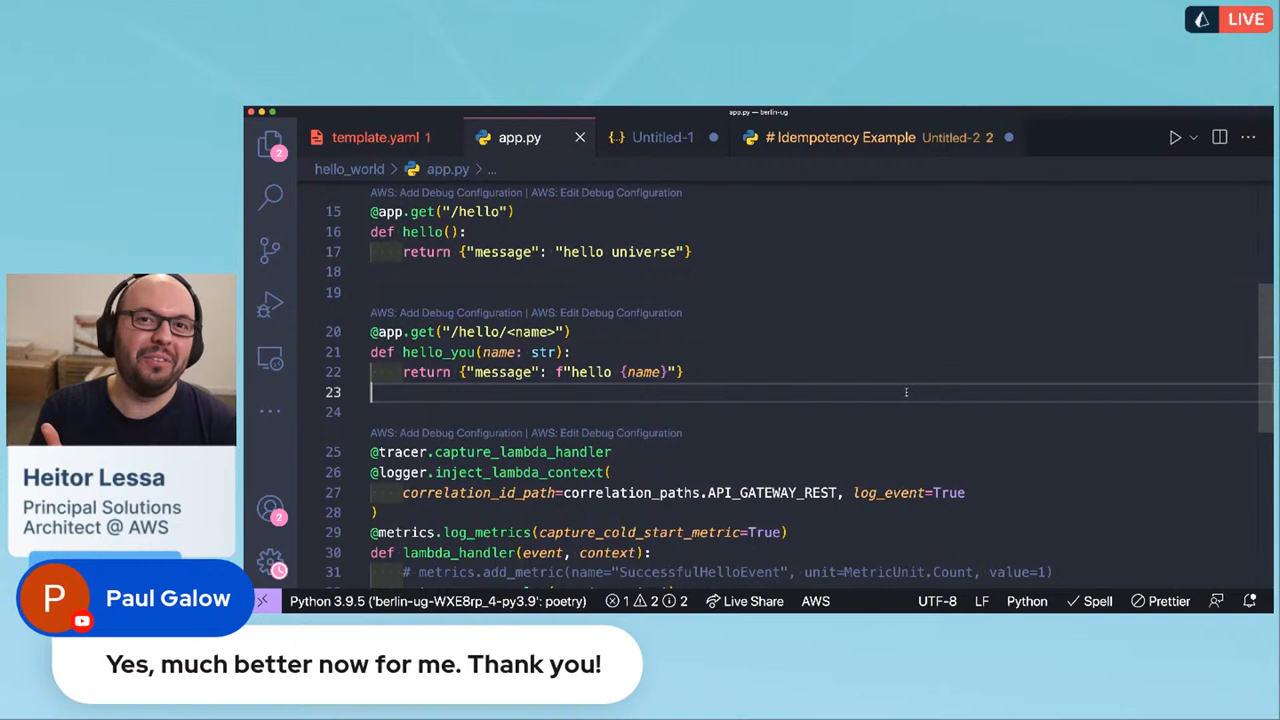 LIVE
app.py — berlin-ug
template.yaml 1
app.py
{..} Untitled-1
# Idempotency Example Untitled-2 2
hello_world > app.py > ...
AWS: Add Debug Configuration | AWS: Edit Debug Configuration
15 @app.get("/hello")
16 def hello():
17 return {"message": "hello universe"}
18
19
AWS: Add Debug Configuration | AWS: Edit Debug Configuration
20 @app.get("/hello/<name>")
21 def hello_you(name: str):
22 return {"message": f"hello {name}"}
23
24
AWS: Add Debug Configuration | AWS: Edit Debug Configuration
25 @tracer.capture_lambda_handler
26 @logger.inject_lambda_context(
27 correlation_id_path=correlation_paths.API_GATEWAY_REST, log_event=True
28 )
29 @metrics.log_metrics(capture_cold_start_metric=True)
30 def lambda_handler(event, context):
31 # metrics.add_metric(name="SuccessfulHelloEvent", unit=MetricUnit.Count, value=1)
2
2
Python 3.9.5 ('berlin-ug-WXE8rp_4-py3.9': poetry) 1 2 2 Live Share AWS UTF-8 LF Python Spell Prettier
Heitor Lessa
Principal Solutions
Architect @ AWS
P
Paul Galow
Yes, much better now for me. Thank you!